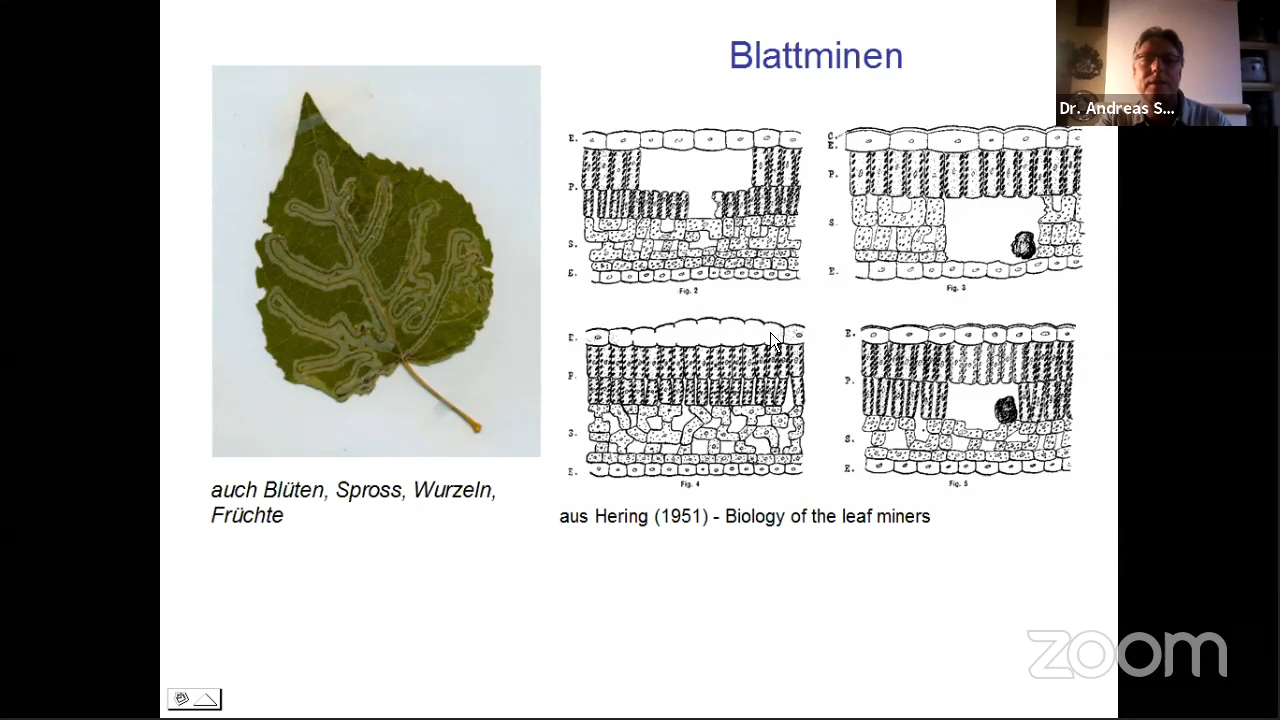 Blattminen
Dr. Andreas S...
E.
P.
S.
E.
Fig. 2
C.
E.
P.
S.
E.
Fig. 3
E.
P.
S.
E.
Fig. 4
E.
P.
S.
E.
Fig. 5
auch Blüten, Spross, Wurzeln,
Früchte
aus Hering (1951) - Biology of the leaf miners
zoom